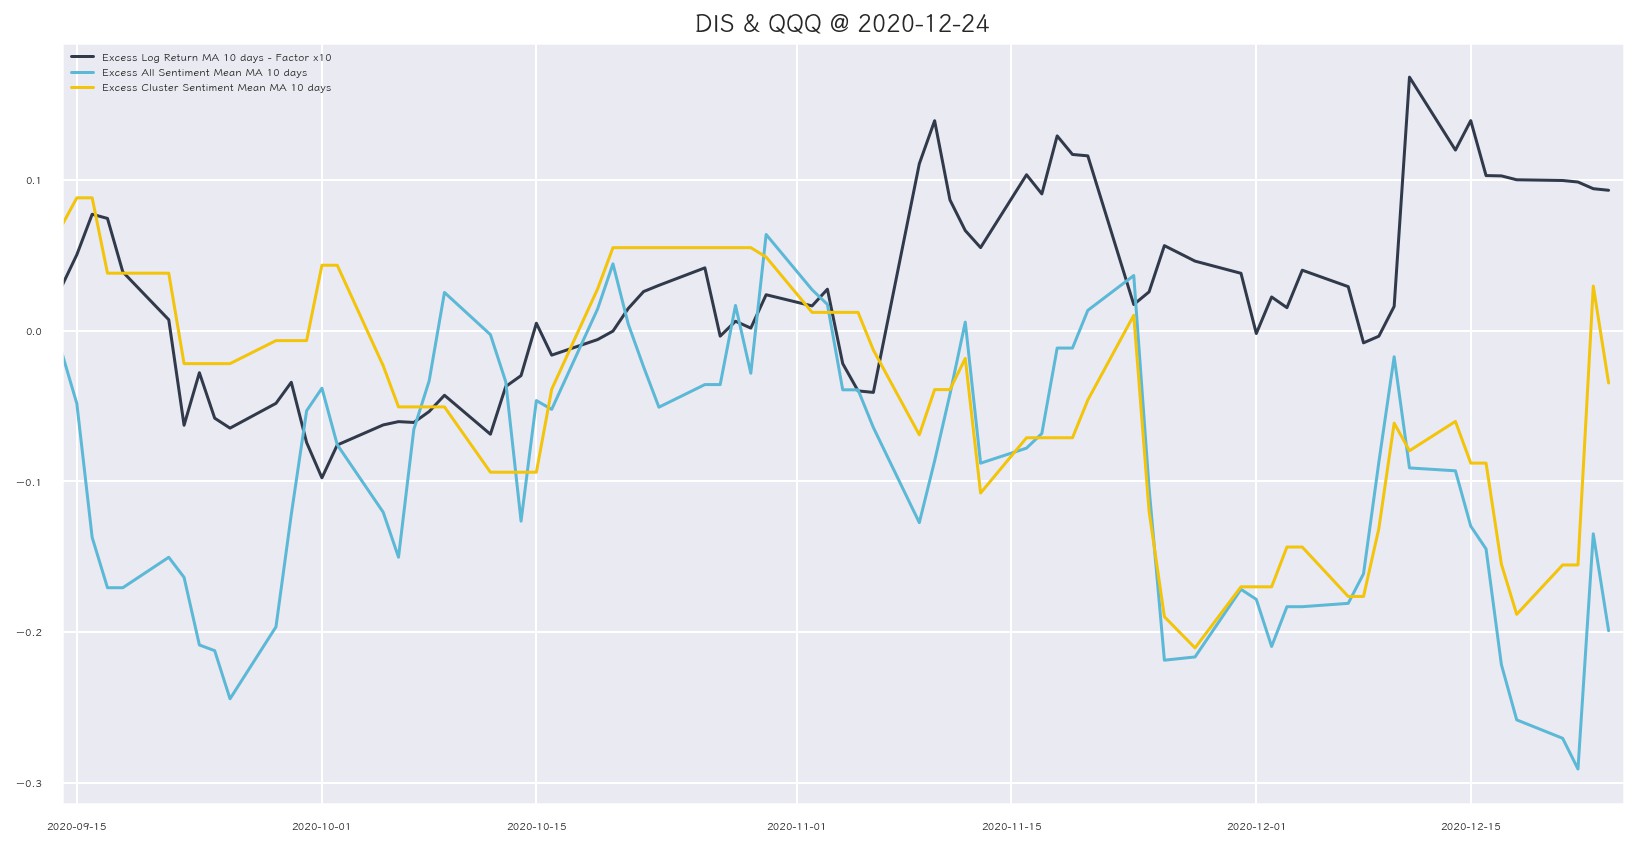 DIS & QQQ @ 2020-12-24
Excess Log Return MA 10 days - Factor x10
Excess All Sentiment Mean MA 10 days
Excess Cluster Sentiment Mean MA 10 days
0.1
0.0
−0.1
−0.2
−0.3
2020-09-15 2020-10-01 2020-10-15 2020-11-01 2020-11-15 2020-12-01 2020-12-15